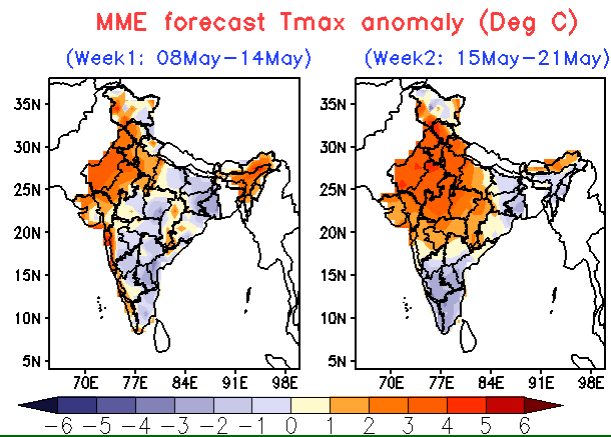 MME forecast Tmax anomaly (Deg C)
(Week1: 08May−14May) (Week2: 15May−21May)
35N 35N
30N 30N
25N 25N
20N 20N
15N 15N
10N 10N
5N 5N
70E 77E 84E 91E 98E 70E 77E 84E 91E 98E
−6 −5 −4 −3 −2 −1 0 1 2 3 4 5 6